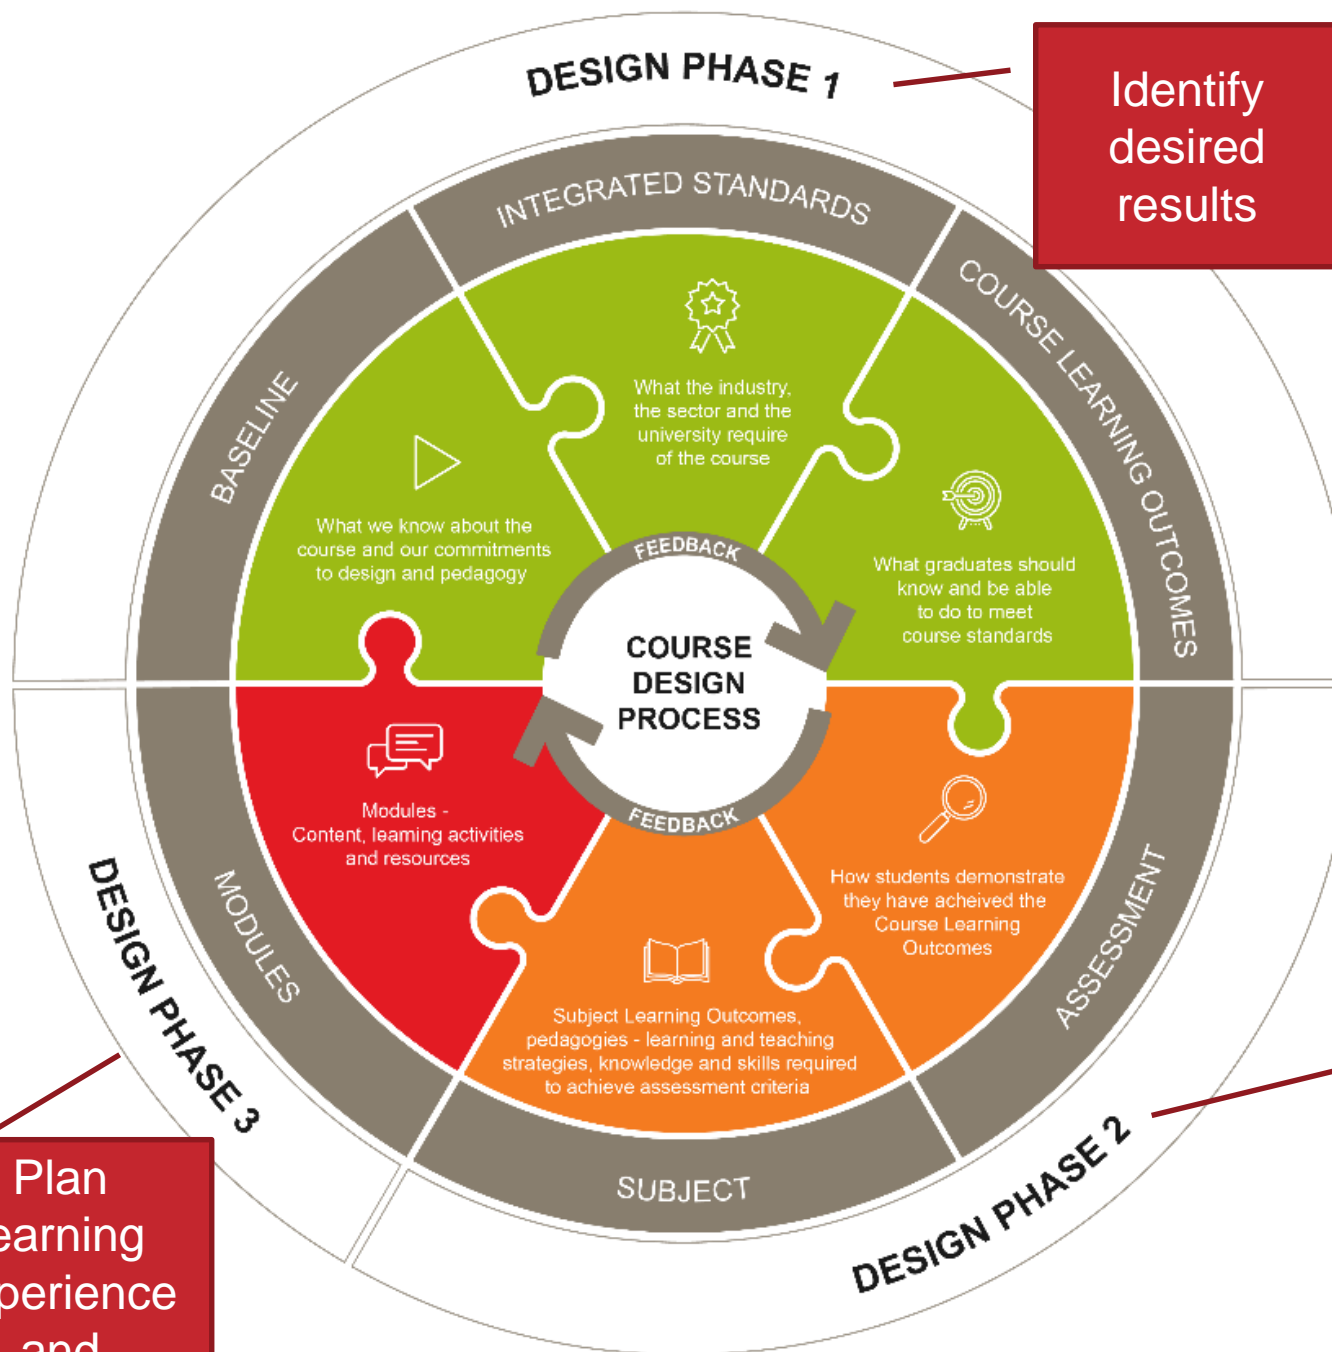 DESIGN PHASE 1
Identify
desired
results
INTEGRATED STANDARDS
What the industry,
the sector and the
university require
of the course
COURSE LEARNING OUTCOMES
What graduates should
know and be able
to do to meet
course standards
BASELINE
What we know about the
course and our commitments
to design and pedagogy
FEEDBACK
COURSE
DESIGN
PROCESS
FEEDBACK
Modules -
Content, learning activities
and resources
MODULES
How students demonstrate
they have acheived the
Course Learning
Outcomes
ASSESSMENT
Subject Learning Outcomes,
pedagogies - learning and teaching
strategies, knowledge and skills required
to achieve assessment criteria
SUBJECT
DESIGN PHASE 2
DESIGN PHASE 3
Plan
earning
perience
and